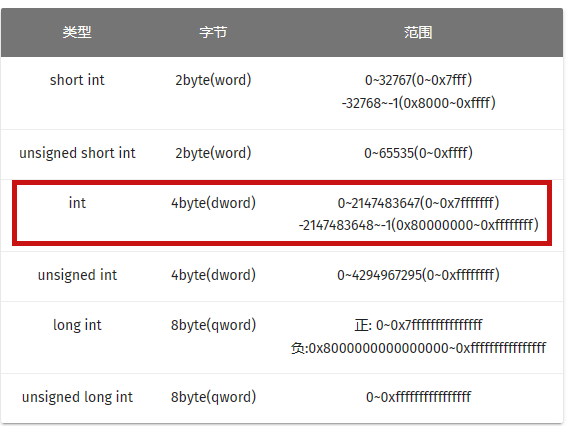 类型 字节 范围
short int 2byte(word) 0~32767(0~0x7fff)
-32768~-1(0x8000~0xffff)
unsigned short int 2byte(word) 0~65535(0~0xffff)
int 4byte(dword) 0~2147483647(0~0x7fffffff)
-2147483648~-1(0x80000000~0xffffffff)
unsigned int 4byte(dword) 0~4294967295(0~0xffffffff)
long int 8byte(qword) 正: 0~0x7fffffffffffffff
负:0x8000000000000000~0xffffffffffffffff
unsigned long int 8byte(qword) 0~0xffffffffffffffff